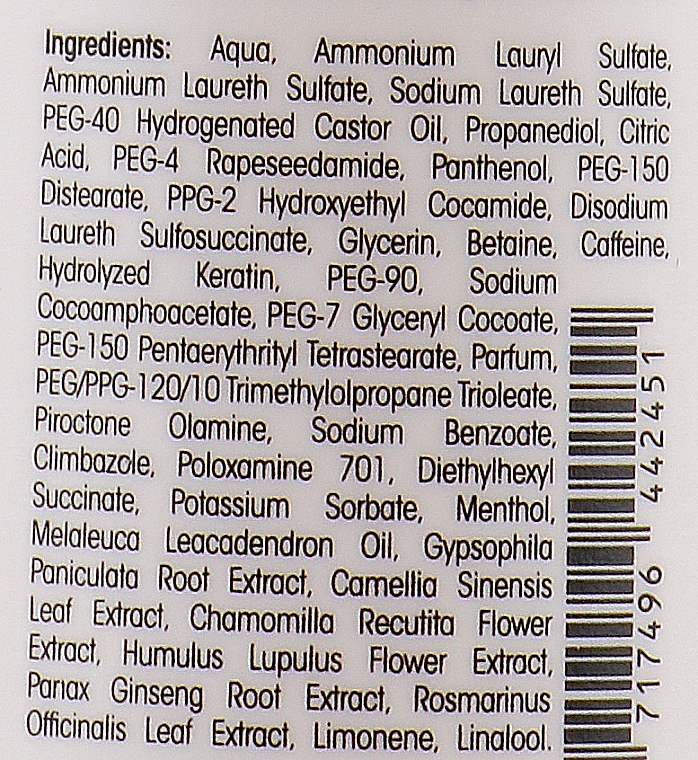 Ingredients: Aqua, Ammonium Lauryl Sulfate,
Ammonium Laureth Sulfate, Sodium Laureth Sulfate,
PEG-40 Hydrogenated Castor Oil, Propanediol, Citric
Acid, PEG-4 Rapeseedamide, Panthenol, PEG-150
Distearate, PPG-2 Hydroxyethyl Cocamide, Disodium
Laureth Sulfosuccinate, Glycerin, Betaine, Caffeine,
Hydrolyzed Keratin, PEG-90, Sodium
Cocoamphoacetate, PEG-7 Glyceryl Cocoate,
PEG-150 Pentaerythrityl Tetrastearate, Parfum,
PEG/PPG-120/10 Trimethylolpropane Trioleate,
Piroctone Olamine, Sodium Benzoate,
Climbazole, Poloxamine 701, Diethylhexyl
Succinate, Potassium Sorbate, Menthol,
Melaleuca Leacadendron Oil, Gypsophila
Paniculata Root Extract, Camellia Sinensis
Leaf Extract, Chamomilla Recutita Flower
Extract, Humulus Lupulus Flower Extract,
Panax Ginseng Root Extract, Rosmarinus
Officinalis Leaf Extract, Limonene, Linalool.
717496 442451